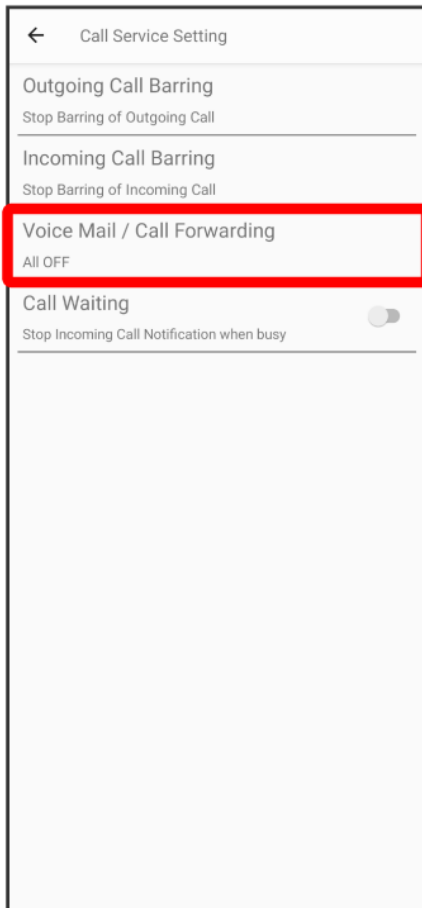 Call Service Setting
Outgoing Call Barring
Stop Barring of Outgoing Call
Incoming Call Barring
Stop Barring of Incoming Call
Voice Mail / Call Forwarding
All OFF
Call Waiting
Stop Incoming Call Notification when busy